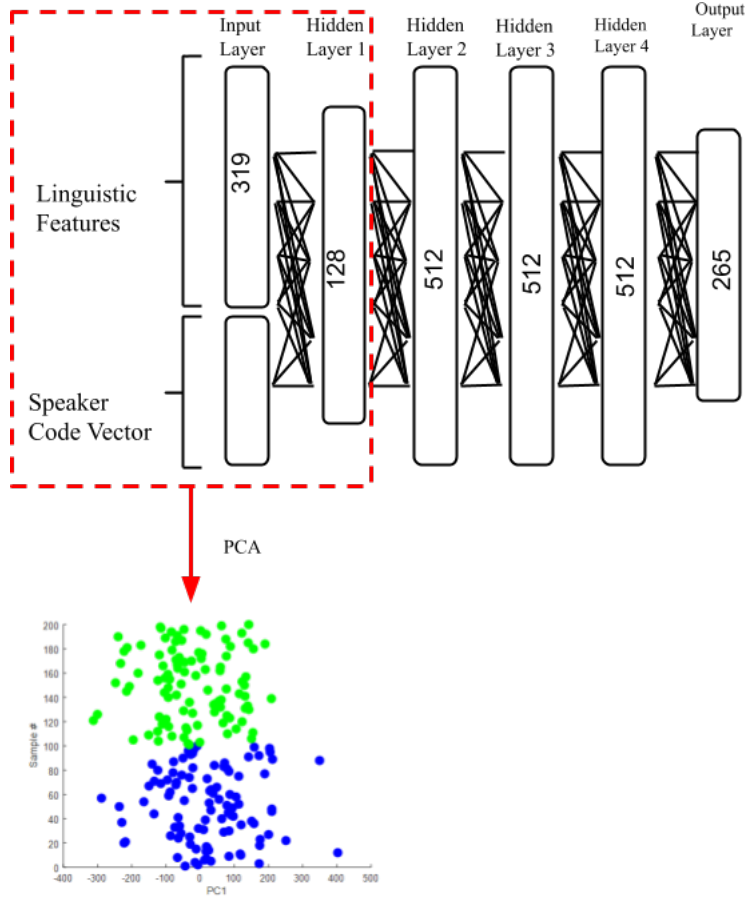 Input
Layer
Hidden
Layer 1
Hidden
Layer 2
Hidden
Layer 3
Hidden
Layer 4
Output
Layer
Linguistic
Features
Speaker
Code Vector
319
128
512
512
512
265
PCA
200
180
160
140
120
100
80
60
40
20
0
Sample #
-400
-300
-200
-100
0
100
200
300
400
500
PC1